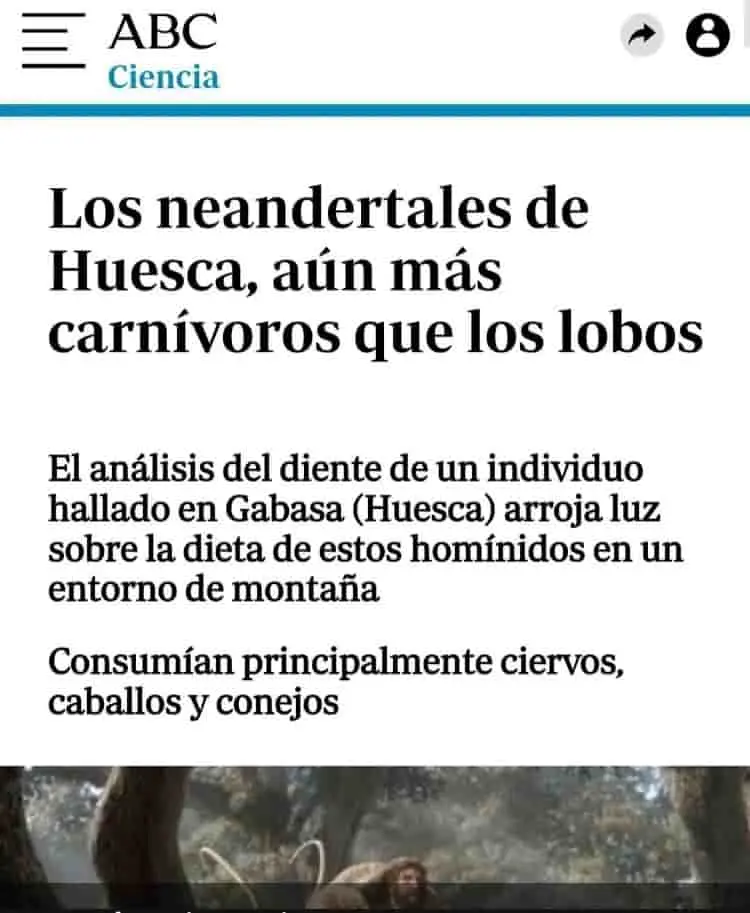 ABC
Ciencia
Los neandertales de
Huesca, aún más
carnívoros que los lobos
El análisis del diente de un individuo
hallado en Gabasa (Huesca) arroja luz
sobre la dieta de estos homínidos en un
entorno de montaña
Consumían principalmente ciervos,
caballos y conejos